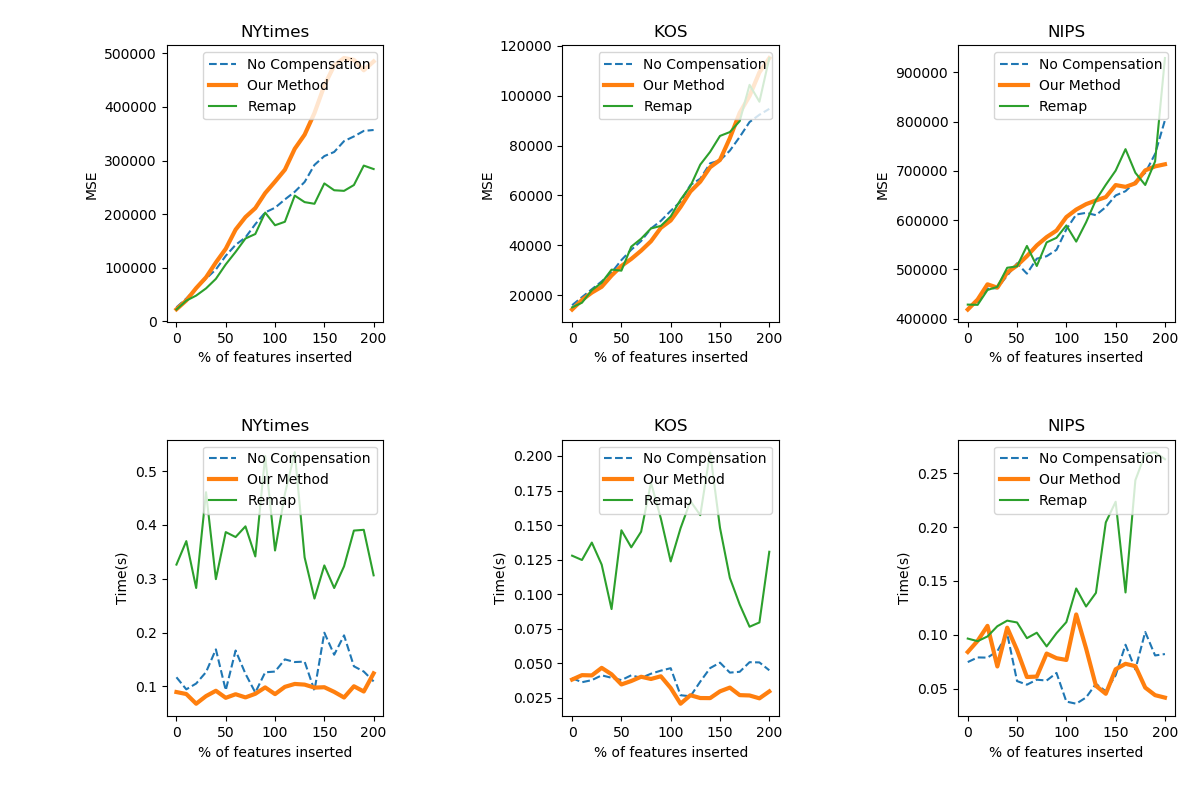 NYtimes
500000
400000
300000
200000
100000
0
MSE
No Compensation
Our Method
Remap
0 50 100 150 200
% of features inserted
KOS
120000
100000
80000
60000
40000
20000
MSE
No Compensation
Our Method
Remap
0 50 100 150 200
% of features inserted
NIPS
900000
800000
700000
600000
500000
400000
MSE
No Compensation
Our Method
Remap
0 50 100 150 200
% of features inserted
NYtimes
0.5
0.4
0.3
0.2
0.1
Time(s)
No Compensation
Our Method
Remap
0 50 100 150 200
% of features inserted
KOS
0.200
0.175
0.150
0.125
0.100
0.075
0.050
0.025
Time(s)
No Compensation
Our Method
Remap
0 50 100 150 200
% of features inserted
NIPS
0.25
0.20
0.15
0.10
0.05
Time(s)
No Compensation
Our Method
Remap
0 50 100 150 200
% of features inserted